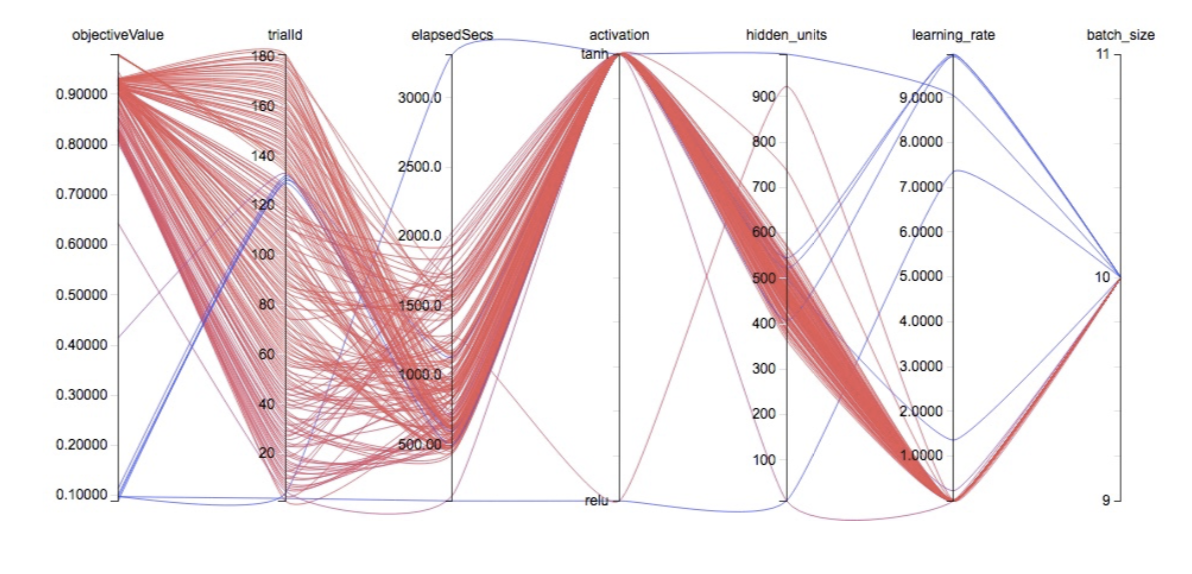 objectiveValue trialId elapsedSecs activation hidden_units learning_rate batch_size
180 tanh 11
0.90000 3000.0 900 9.0000
160
0.80000 140 2500.0 800 8.0000
0.70000 120 2000.0 700 7.0000
0.60000 100 600 6.0000
0.50000 80 1500.0 500 5.0000 10
0.40000 60 1000.0 400 4.0000
300 3.0000
0.30000 40 500.00 200 2.0000
0.20000 20 100 1.0000
0.10000 relu 9